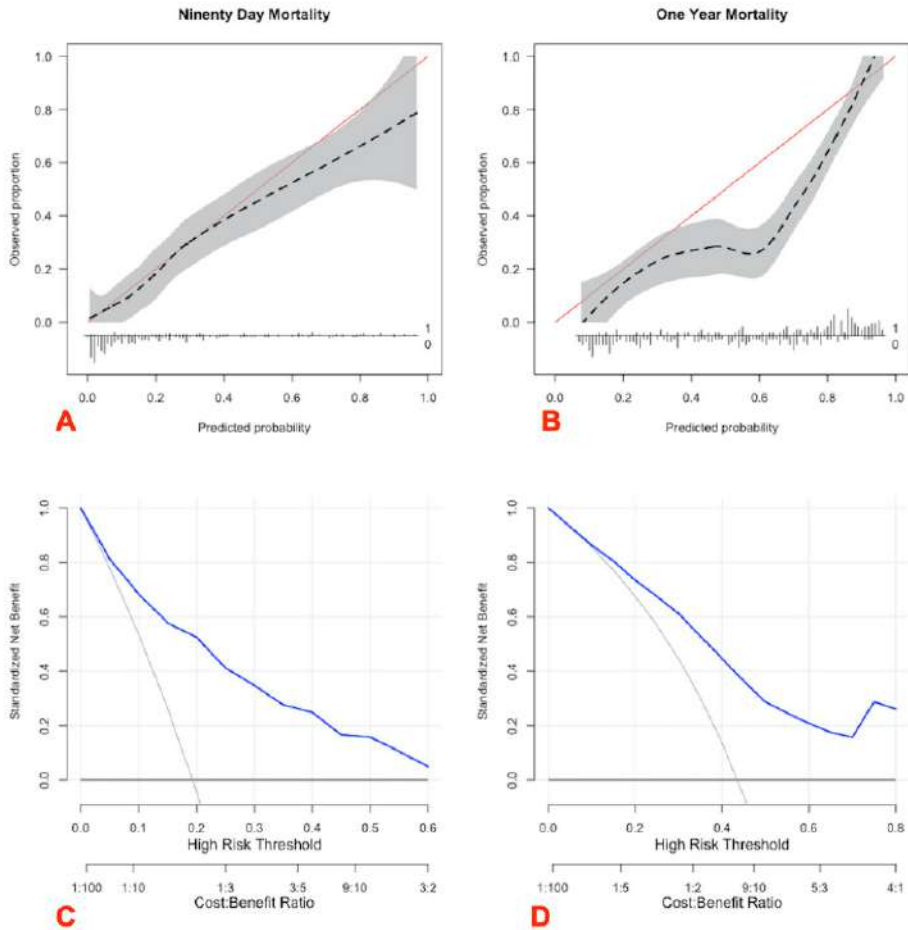 Ninenty Day Mortality
1.0
0.8
0.6
0.4
0.2
0.0
Observed proportion
1
0
0.0 0.2 0.4 0.6 0.8 1.0
Predicted probability
A
One Year Mortality
1.0
0.8
0.6
0.4
0.2
0.0
Observed proportion
1
0
0.0 0.2 0.4 0.6 0.8 1.0
Predicted probability
B
1.0
0.8
0.6
0.4
0.2
0.0
Standardized Net Benefit
0.0 0.1 0.2 0.3 0.4 0.5 0.6
High Risk Threshold
1:100 1:10 1:3 3:5 9:10 3:2
Cost:Benefit Ratio
C
1.0
0.8
0.6
0.4
0.2
0.0
Standardized Net Benefit
0.0 0.2 0.4 0.6 0.8
High Risk Threshold
1:100 1:5 1:2 9:10 5:3 4:1
Cost:Benefit Ratio
D